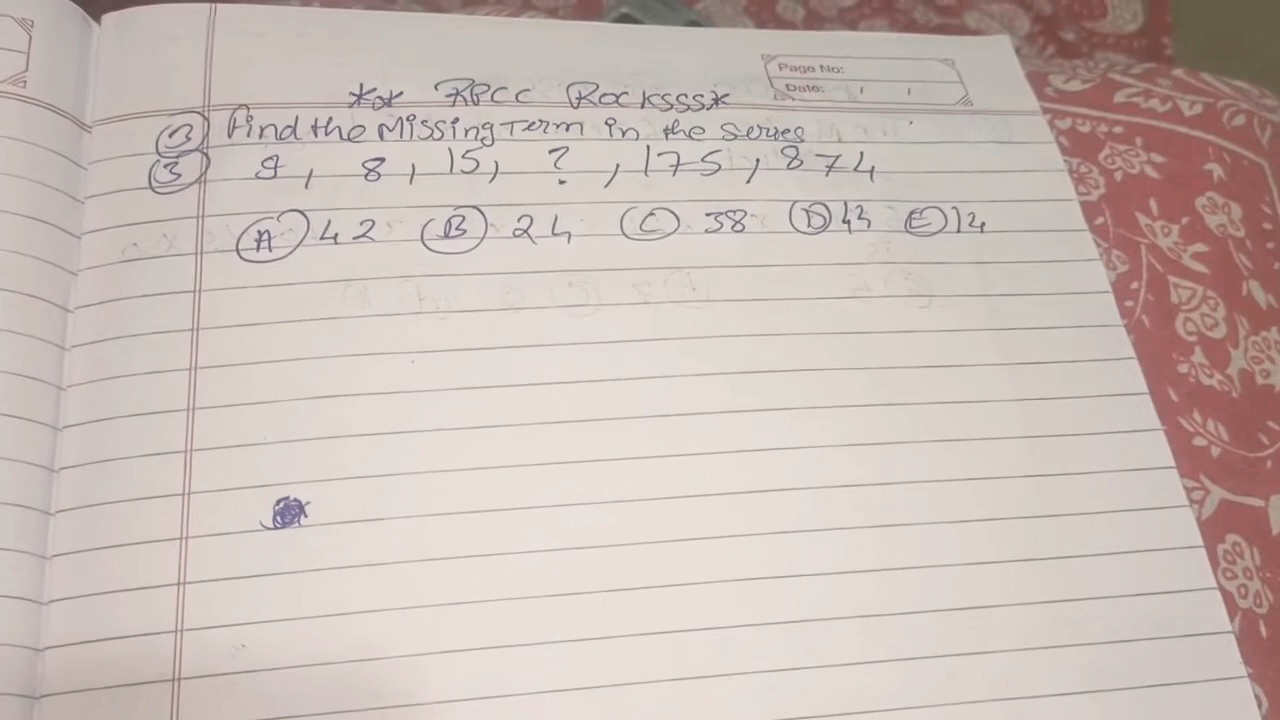 Page No:
Date:
** RPCC Rocksss*
3 Find the Missing Term in the series
3 9, 8, 15, ?, 175, 874
A 42 B 24 C 38 D 43 E 14